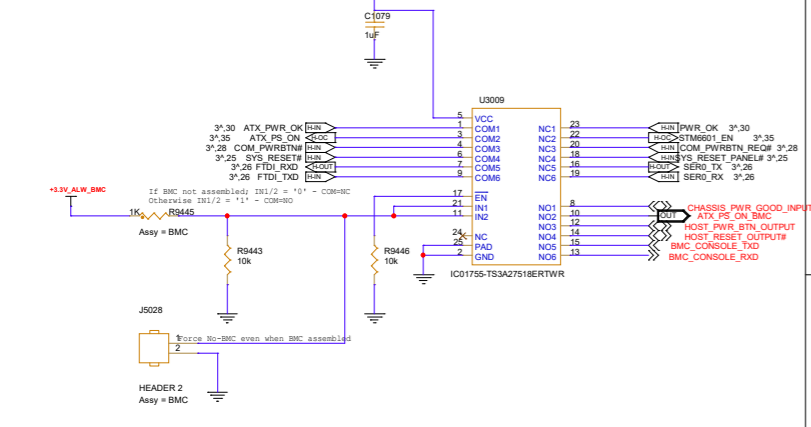 C1079
1uF
U3009
5 VCC
3^,30 ATX_PWR_OK H-IN 1 COM1 NC1 23 H-IN PWR_OK 3^,30
3^,35 ATX_PS_ON H-OC 3 COM2 NC2 22 H-OC STM6601_EN 3^,35
3^,28 COM_PWRBTN# H-IN 4 COM3 NC3 20 H-IN COM_PWRBTN_REQ# 3^,28
3^,25 SYS_RESET# H-IN 6 COM4 NC4 18 H-IN SYS_RESET_PANEL# 3^,25
3^,26 FTDI_RXD H-OUT 7 COM5 NC5 16 H-OUT SER0_TX 3^,26
3^,26 FTDI_TXD H-IN 9 COM6 NC6 19 H-IN SER0_RX 3^,26
+3.3V_ALW_BMC
If BMC not assembled; IN1/2 = '0' - COM=NC
Otherwise IN1/2 = '1' - COM=NO
17 EN
21 IN1 NO1 8 CHASSIS_PWR_GOOD_INPUT
1K R9445 11 IN2 NO2 10 OUT ATX_PS_ON_BMC
NO3 12 HOST_PWR_BTN_OUTPUT
Assy = BMC
24 NC NO4 14 HOST_RESET_OUTPUT#
25 PAD NO5 15 BMC_CONSOLE_TXD
2 GND NO6 13 BMC_CONSOLE_RXD
R9443
10k
R9446
10k
IC01755-TS3A27518ERTWR
J5028
1 Force No-BMC even when BMC assembled
2
HEADER 2
Assy = BMC